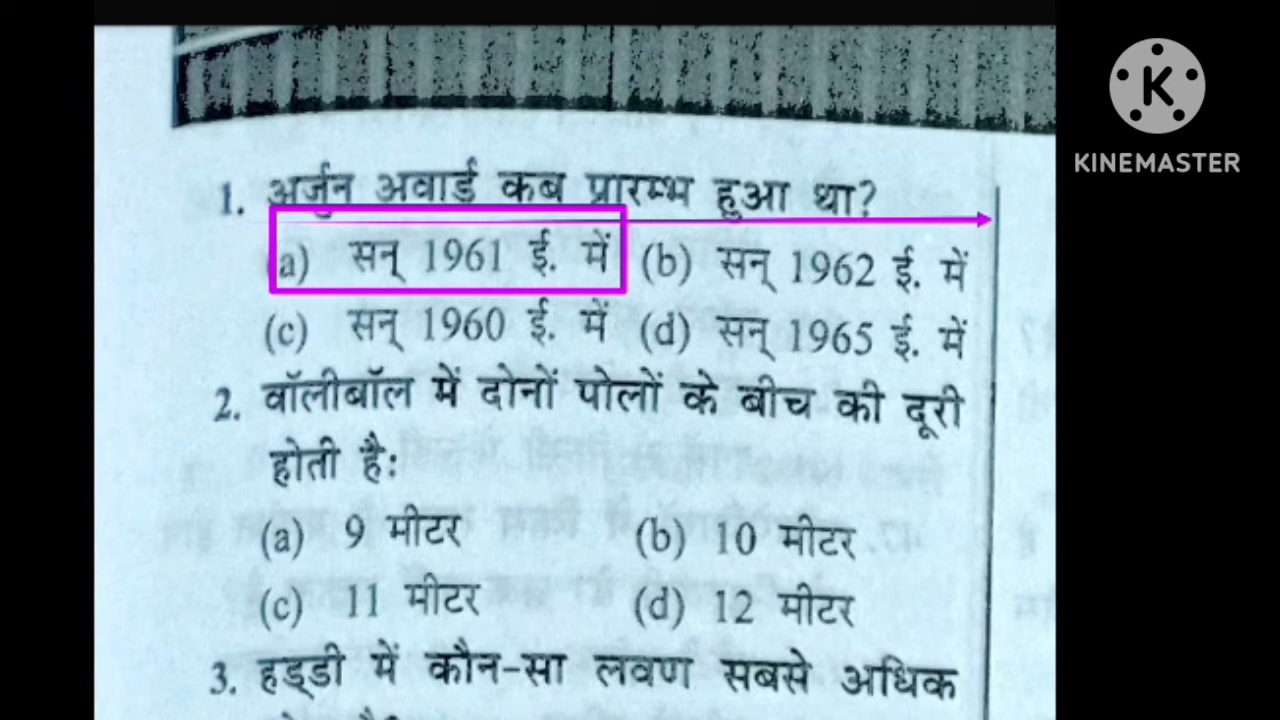 KINEMASTER
1. अर्जुन अवार्ड कब प्रारम्भ हुआ था?
(a) सन् 1961 ई. में (b) सन् 1962 ई. में
(c) सन् 1960 ई. में (d) सन् 1965 ई. में
2. वॉलीबॉल में दोनों पोलों के बीच की दूरी
होती है:
(a) 9 मीटर (b) 10 मीटर
(c) 11 मीटर (d) 12 मीटर
3. हड्डी में कौन-सा लवण सबसे अधिक